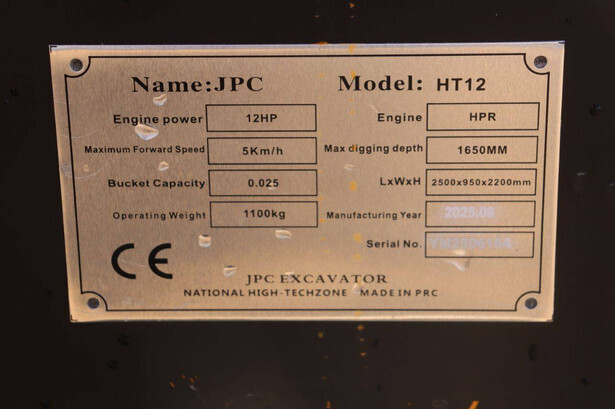 Name:JPC Model: HT12
Engine power 12HP Engine HPR
Maximum Forward Speed 5Km/h Max digging depth 1650MM
Bucket Capacity 0.025 LxWxH 2500x950x2200mm
Operating Weight 1100kg Manufacturing Year 2025.09
Serial No.
CE
JPC EXCAVATOR
NATIONAL HIGH-TECHZONE MADE IN PRC